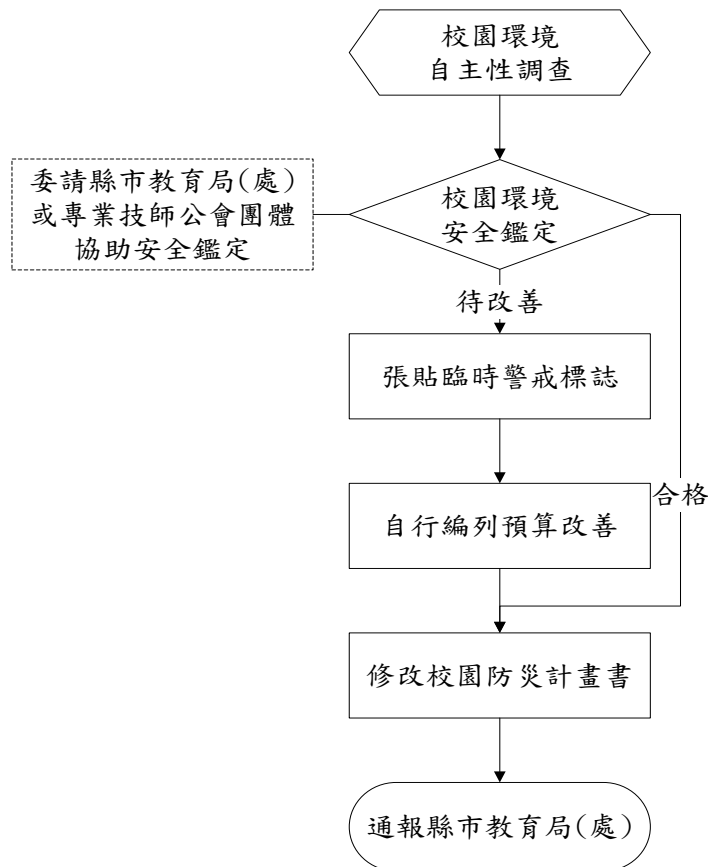 校園環境
自主性調查
委請縣市教育局(處)
或專業技師公會團體
協助安全鑑定
校園環境
安全鑑定
待改善
張貼臨時警戒標誌
合格
自行編列預算改善
修改校園防災計畫書
通報縣市教育局(處)